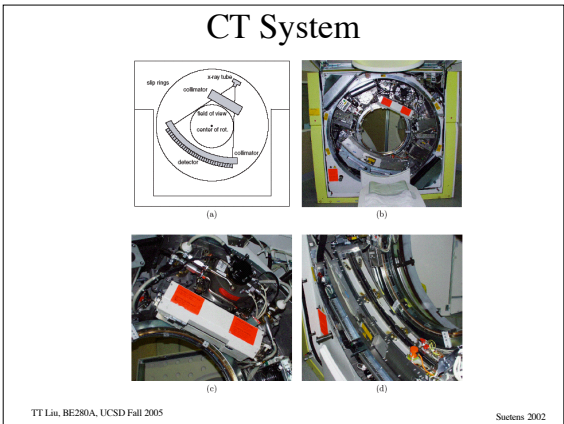 CT System
x-ray tube
slip rings
collimator
field of view
center of rot.
collimator
detector
(a)
(b)
(c)
(d)
TT Liu, BE280A, UCSD Fall 2005
Suetens 2002